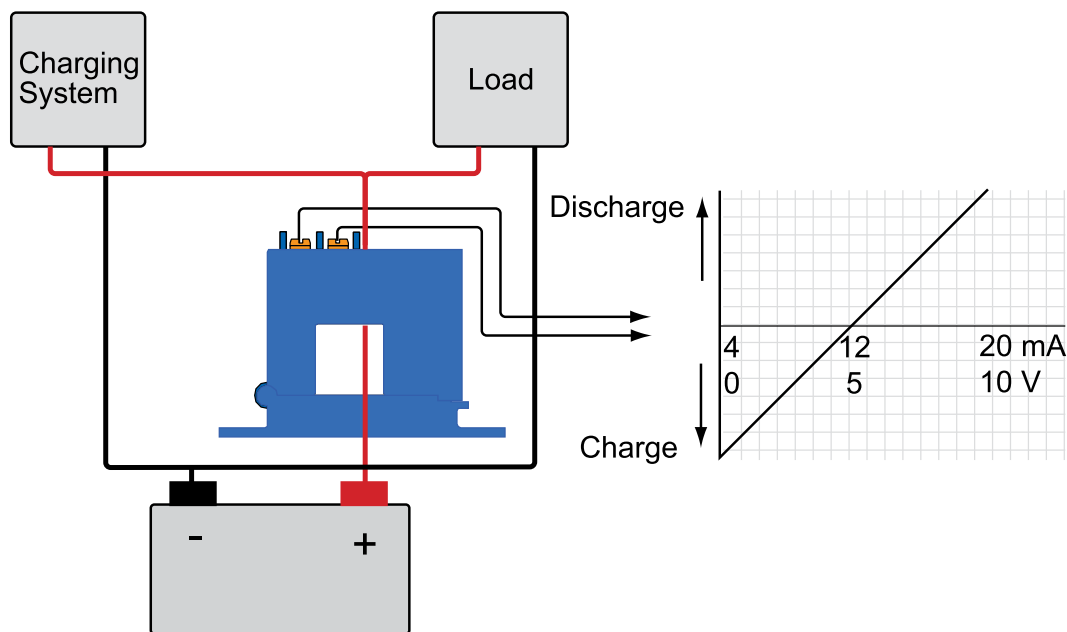 Charging
System
Load
Discharge
4 12 20 mA
0 5 10 V
Charge
- +